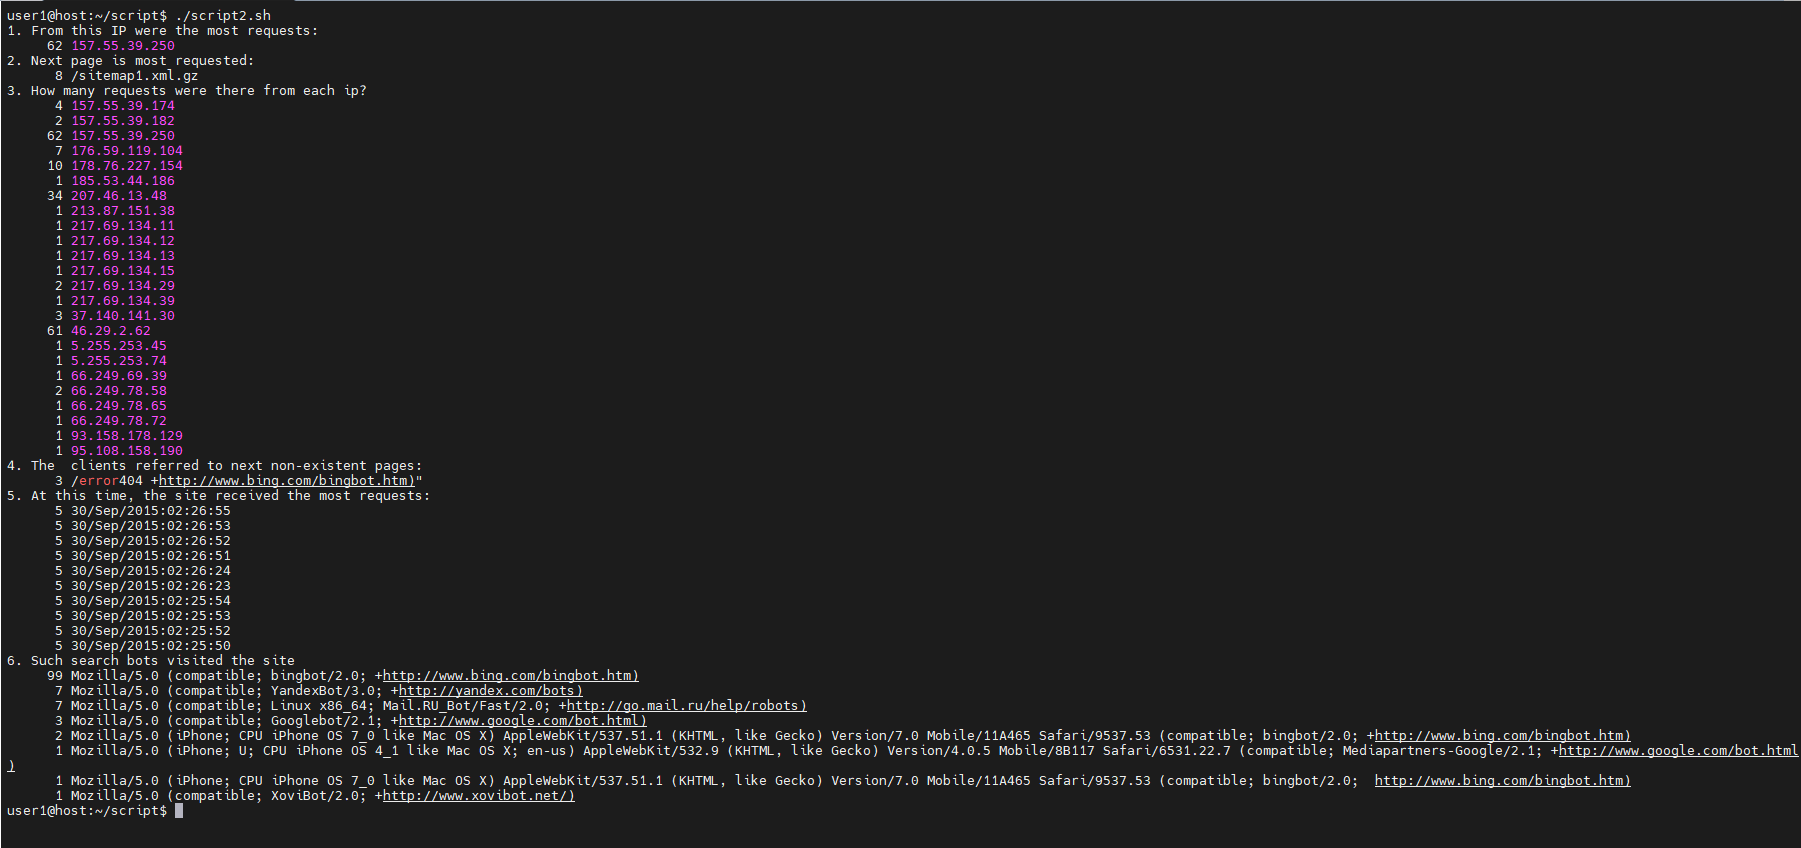 user1@host:~/script$ ./script2.sh
1. From this IP were the most requests:
     62 157.55.39.250
2. Next page is most requested:
      8 /sitemap1.xml.gz
3. How many requests were there from each ip?
      4 157.55.39.174
      2 157.55.39.182
     62 157.55.39.250
      7 176.59.119.104
     10 178.76.227.154
      1 185.53.44.186
     34 207.46.13.48
      1 213.87.151.38
      1 217.69.134.11
      1 217.69.134.12
      1 217.69.134.13
      1 217.69.134.15
      2 217.69.134.29
      1 217.69.134.39
      3 37.140.141.30
     61 46.29.2.62
      1 5.255.253.45
      1 5.255.253.74
      1 66.249.69.39
      2 66.249.78.58
      1 66.249.78.65
      1 66.249.78.72
      1 93.158.178.129
      1 95.108.158.190
4. The  clients referred to next non-existent pages:
      3 /error404 +http://www.bing.com/bingbot.htm)"
5. At this time, the site received the most requests:
      5 30/Sep/2015:02:26:55
      5 30/Sep/2015:02:26:53
      5 30/Sep/2015:02:26:52
      5 30/Sep/2015:02:26:51
      5 30/Sep/2015:02:26:24
      5 30/Sep/2015:02:26:23
      5 30/Sep/2015:02:25:54
      5 30/Sep/2015:02:25:53
      5 30/Sep/2015:02:25:52
      5 30/Sep/2015:02:25:50
6. Such search bots visited the site
     99 Mozilla/5.0 (compatible; bingbot/2.0; +http://www.bing.com/bingbot.htm)
      7 Mozilla/5.0 (compatible; YandexBot/3.0; +http://yandex.com/bots)
      7 Mozilla/5.0 (compatible; Linux x86_64; Mail.RU_Bot/Fast/2.0; +http://go.mail.ru/help/robots)
      3 Mozilla/5.0 (compatible; Googlebot/2.1; +http://www.google.com/bot.html)
      2 Mozilla/5.0 (iPhone; CPU iPhone OS 7_0 like Mac OS X) AppleWebKit/537.51.1 (KHTML, like Gecko) Version/7.0 Mobile/11A465 Safari/9537.53 (compatible; bingbot/2.0; +http://www.bing.com/bingbot.htm)
      1 Mozilla/5.0 (iPhone; U; CPU iPhone OS 4_1 like Mac OS X; en-us) AppleWebKit/532.9 (KHTML, like Gecko) Version/4.0.5 Mobile/8B117 Safari/6531.22.7 (compatible; Mediapartners-Google/2.1; +http://www.google.com/bot.html
)
      1 Mozilla/5.0 (iPhone; CPU iPhone OS 7_0 like Mac OS X) AppleWebKit/537.51.1 (KHTML, like Gecko) Version/7.0 Mobile/11A465 Safari/9537.53 (compatible; bingbot/2.0;  http://www.bing.com/bingbot.htm)
      1 Mozilla/5.0 (compatible; XoviBot/2.0; +http://www.xovibot.net/)
user1@host:~/script$